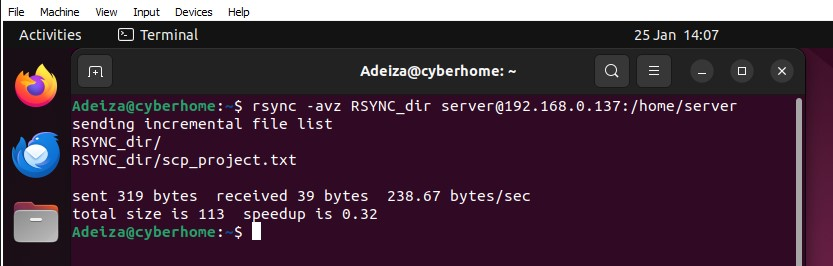 File Machine View Input Devices Help
Activities Terminal 25 Jan 14:07
Adeiza@cyberhome: ~
Adeiza@cyberhome:~$ rsync -avz RSYNC_dir server@192.168.0.137:/home/server
sending incremental file list
RSYNC_dir/
RSYNC_dir/scp_project.txt
sent 319 bytes  received 39 bytes  238.67 bytes/sec
total size is 113  speedup is 0.32
Adeiza@cyberhome:~$